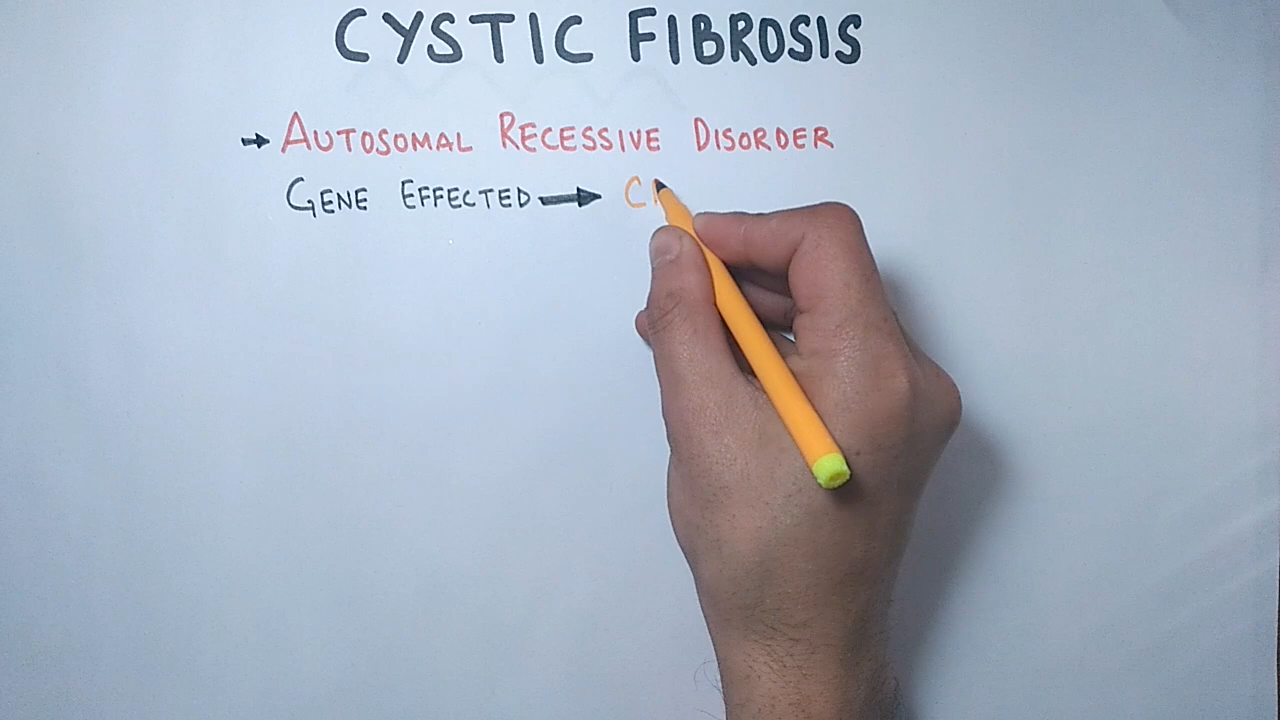 CYSTIC FIBROSIS
→ AUTOSOMAL RECESSIVE DISORDER
GENE EFFECTED → C